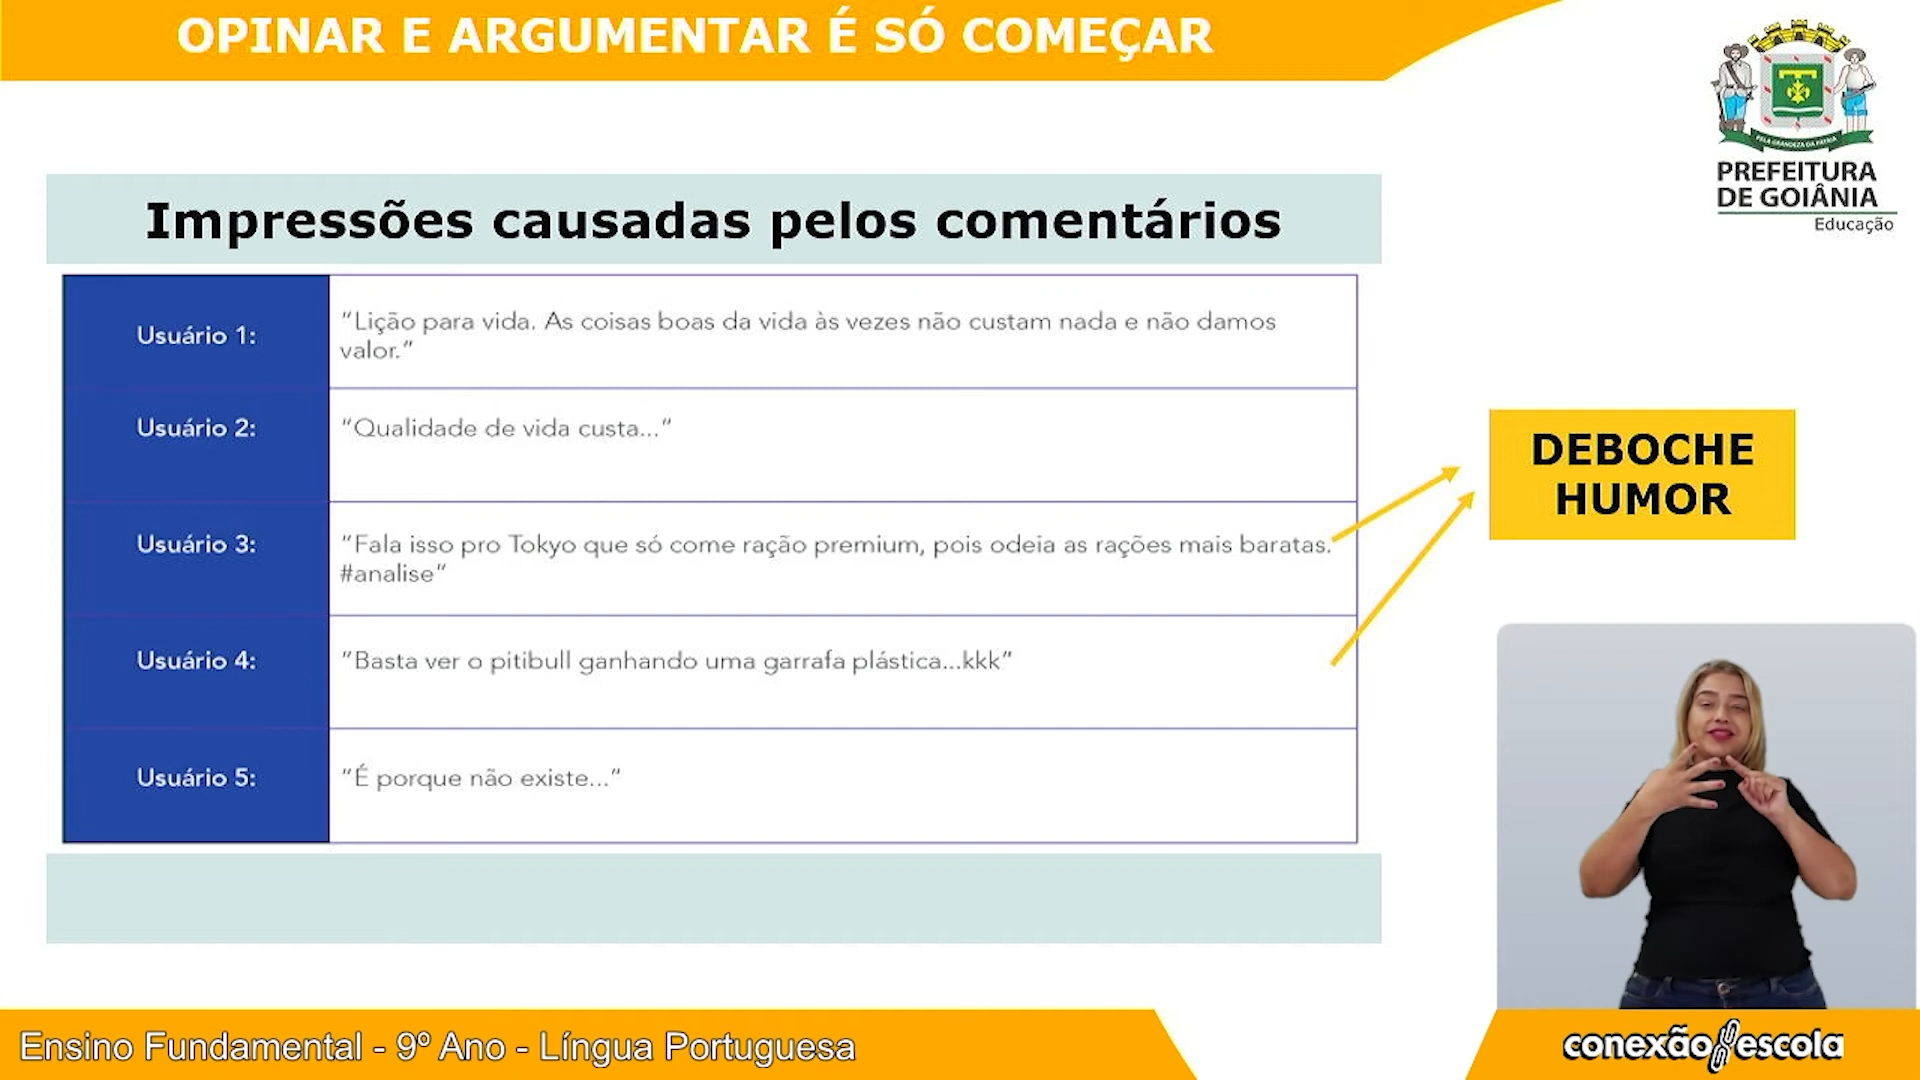 OPINAR E ARGUMENTAR É SÓ COMEÇAR
PELA GRANDEZA DA PÁTRIA
PREFEITURA
DE GOIÂNIA
Educação
Impressões causadas pelos comentários
Usuário 1:
“Lição para vida. As coisas boas da vida às vezes não custam nada e não damos
valor.”
Usuário 2:
“Qualidade de vida custa...”
Usuário 3:
“Fala isso pro Tokyo que só come ração premium, pois odeia as rações mais baratas.
#analise”
Usuário 4:
“Basta ver o pitibull ganhando uma garrafa plástica...kkk”
Usuário 5:
“É porque não existe...”
DEBOCHE
HUMOR
Ensino Fundamental - 9º Ano - Língua Portuguesa
conexão escola